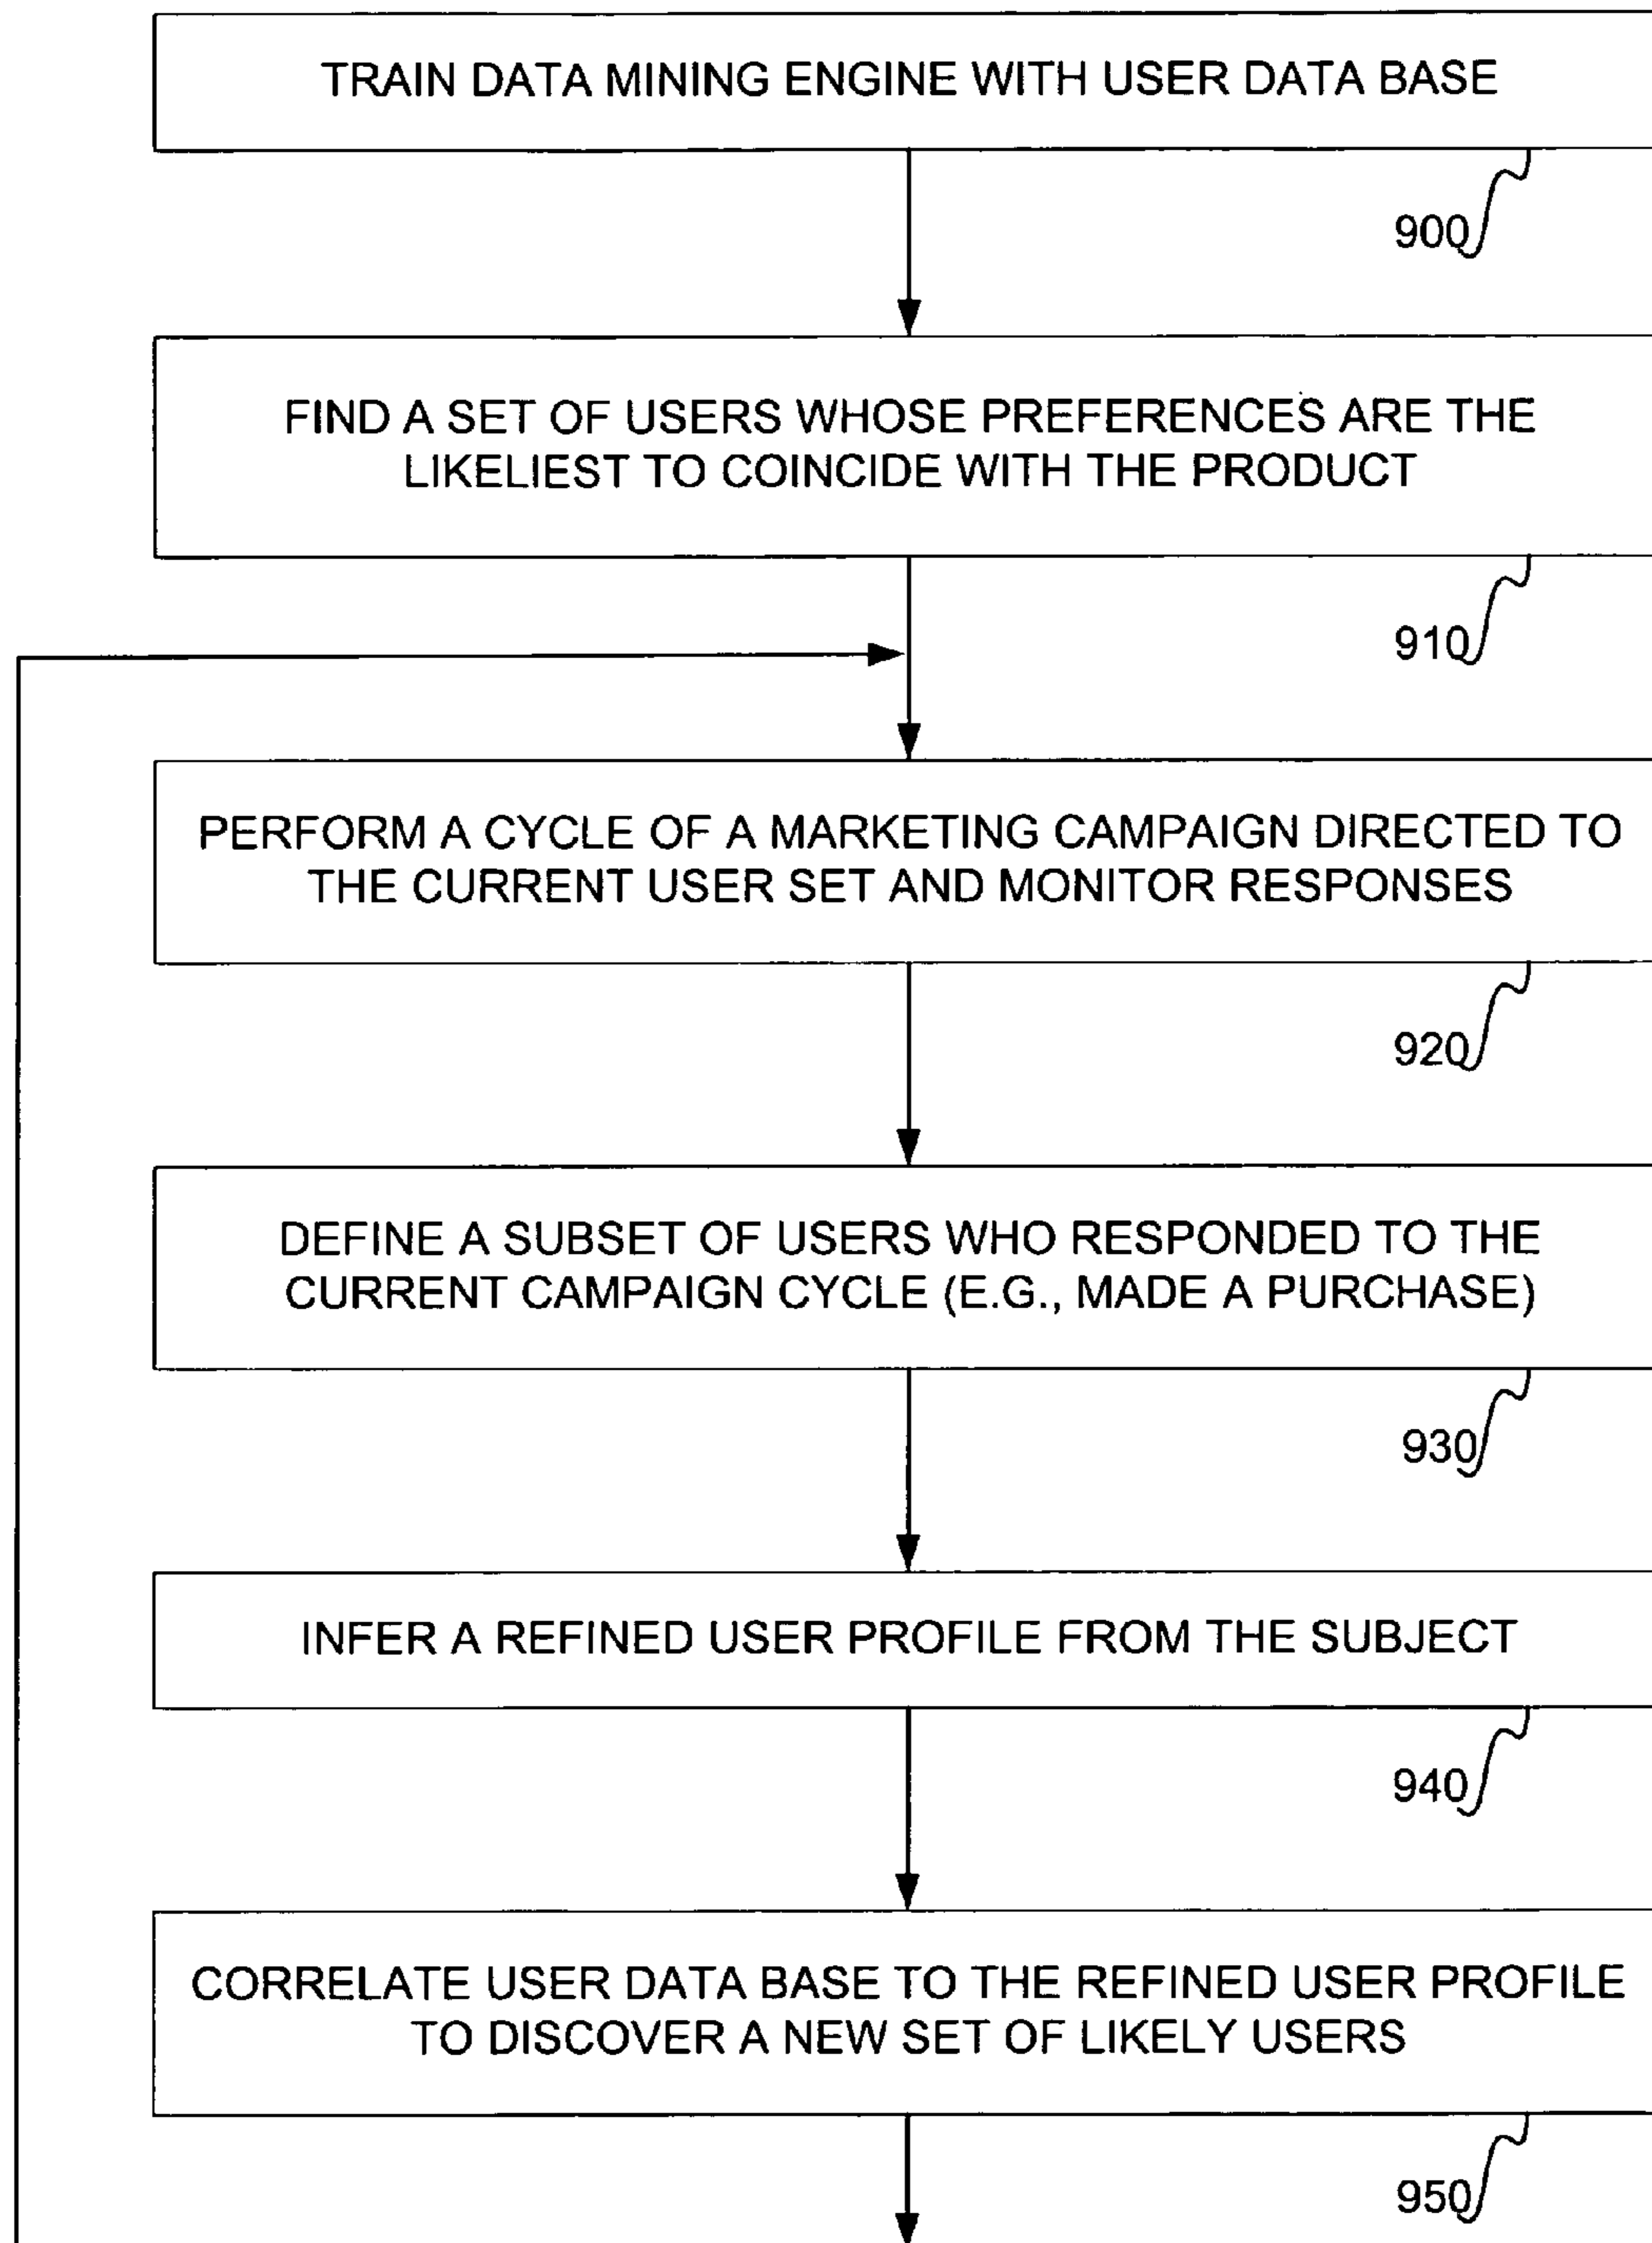 TRAIN DATA MINING ENGINE WITH USER DATA BASE
900
FIND A SET OF USERS WHOSE PREFERENCES ARE THE
LIKELIEST TO COINCIDE WITH THE PRODUCT
910
PERFORM A CYCLE OF A MARKETING CAMPAIGN DIRECTED TO
THE CURRENT USER SET AND MONITOR RESPONSES
920
DEFINE A SUBSET OF USERS WHO RESPONDED TO THE
CURRENT CAMPAIGN CYCLE (E.G., MADE A PURCHASE)
930
INFER A REFINED USER PROFILE FROM THE SUBJECT
940
CORRELATE USER DATA BASE TO THE REFINED USER PROFILE
TO DISCOVER A NEW SET OF LIKELY USERS
950